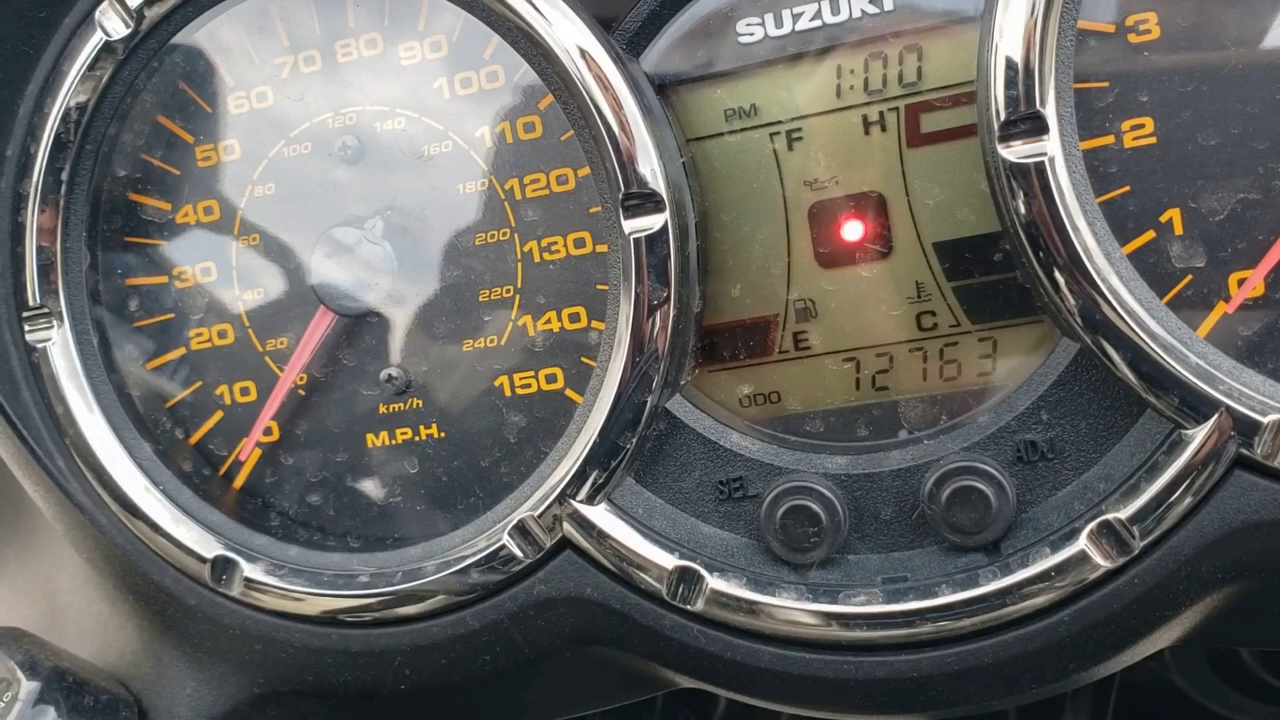 SUZUKI
PM 1:00
F H
E C
ODO 72763
SEL ADJ
0 10 20 30 40 50 60 70 80 90 100 110 120 130 140 150
20 40 60 80 100 120 140 160 180 200 220 240
km/h
M.P.H.
0 1 2 3